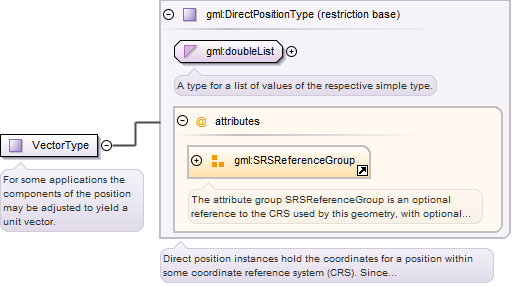 gml:DirectPositionType (restriction base)
gml:doubleList
A type for a list of values of the respective simple type.
@ attributes
gml:SRSReferenceGroup
The attribute group SRSReferenceGroup is an optional
reference to the CRS used by this geometry, with optional...
VectorType
For some applications the
components of the position
may be adjusted to yield a
unit vector.
Direct position instances hold the coordinates for a position within
some coordinate reference system (CRS). Since...